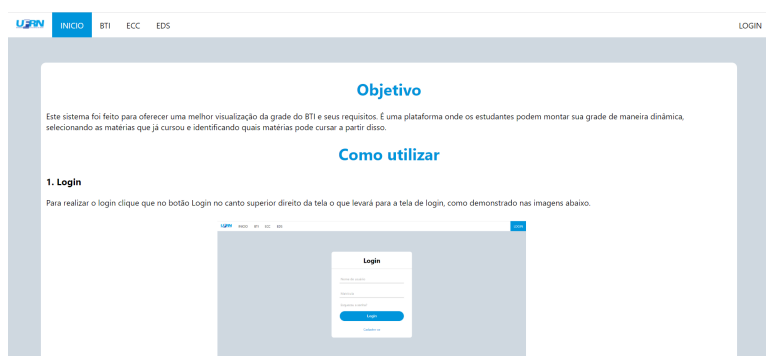 UFRN INICIO BTI ECC EDS LOGIN
Objetivo
Este sistema foi feito para oferecer uma melhor visualização da grade do BTI e seus requisitos. É uma plataforma onde os estudantes podem montar sua grade de maneira dinâmica,
selecionando as matérias que já cursou e identificando quais matérias pode cursar a partir disso.
Como utilizar
1. Login
Para realizar o login clique que no botão Login no canto superior direito da tela o que levará para a tela de login, como demonstrado nas imagens abaixo.
UFRN INICIO BTI ECC EDS LOGIN
Login
Login
Cadastre-se